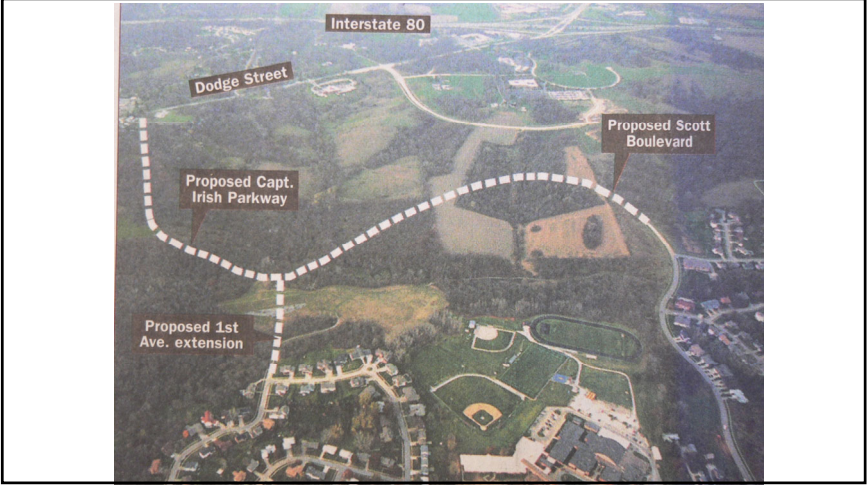 Interstate 80
Dodge Street
Proposed Scott
Boulevard
Proposed Capt.
Irish Parkway
Proposed 1st
Ave. extension